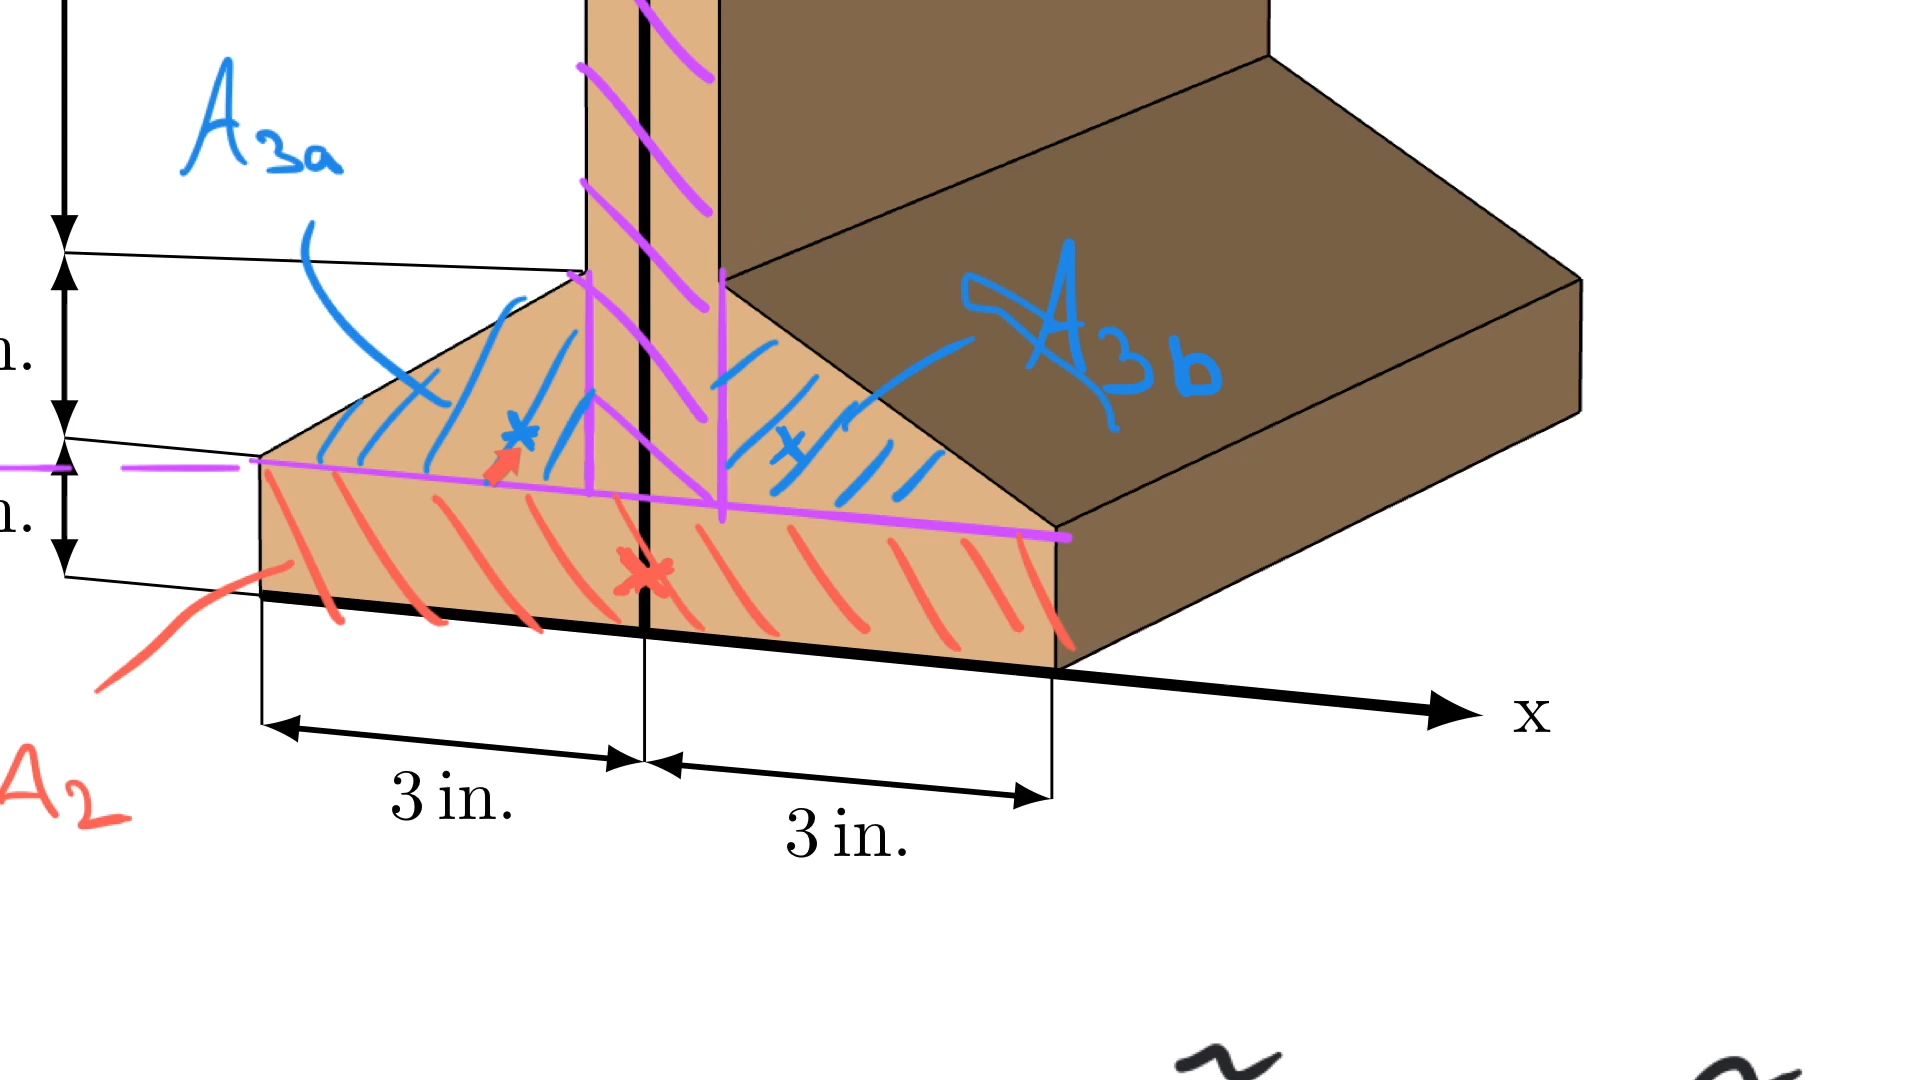 A3a
A3b
n.
n.
x
A2
3 in.
3 in.